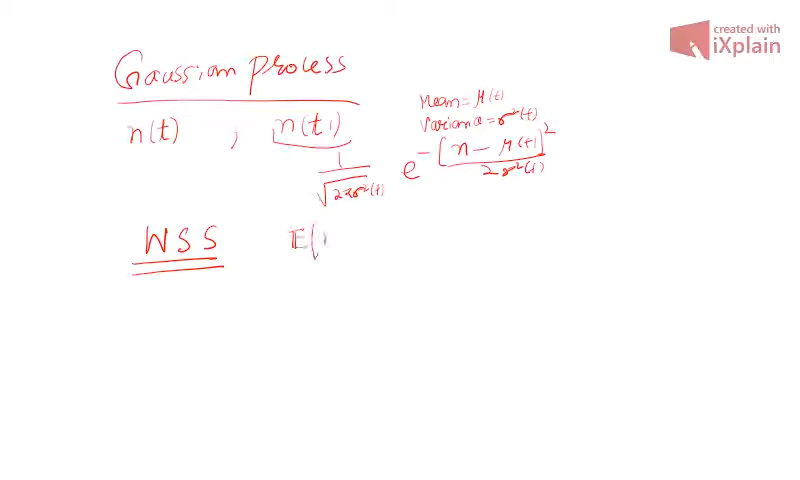 created with
iXplain
Gaussian process
Mean = μ(t)
Variance = σ²(t)
n(t) , n(t₁)
1/√2πσ²(t) e^-[n - μ(t)]²/2σ²(t)
WSS E(